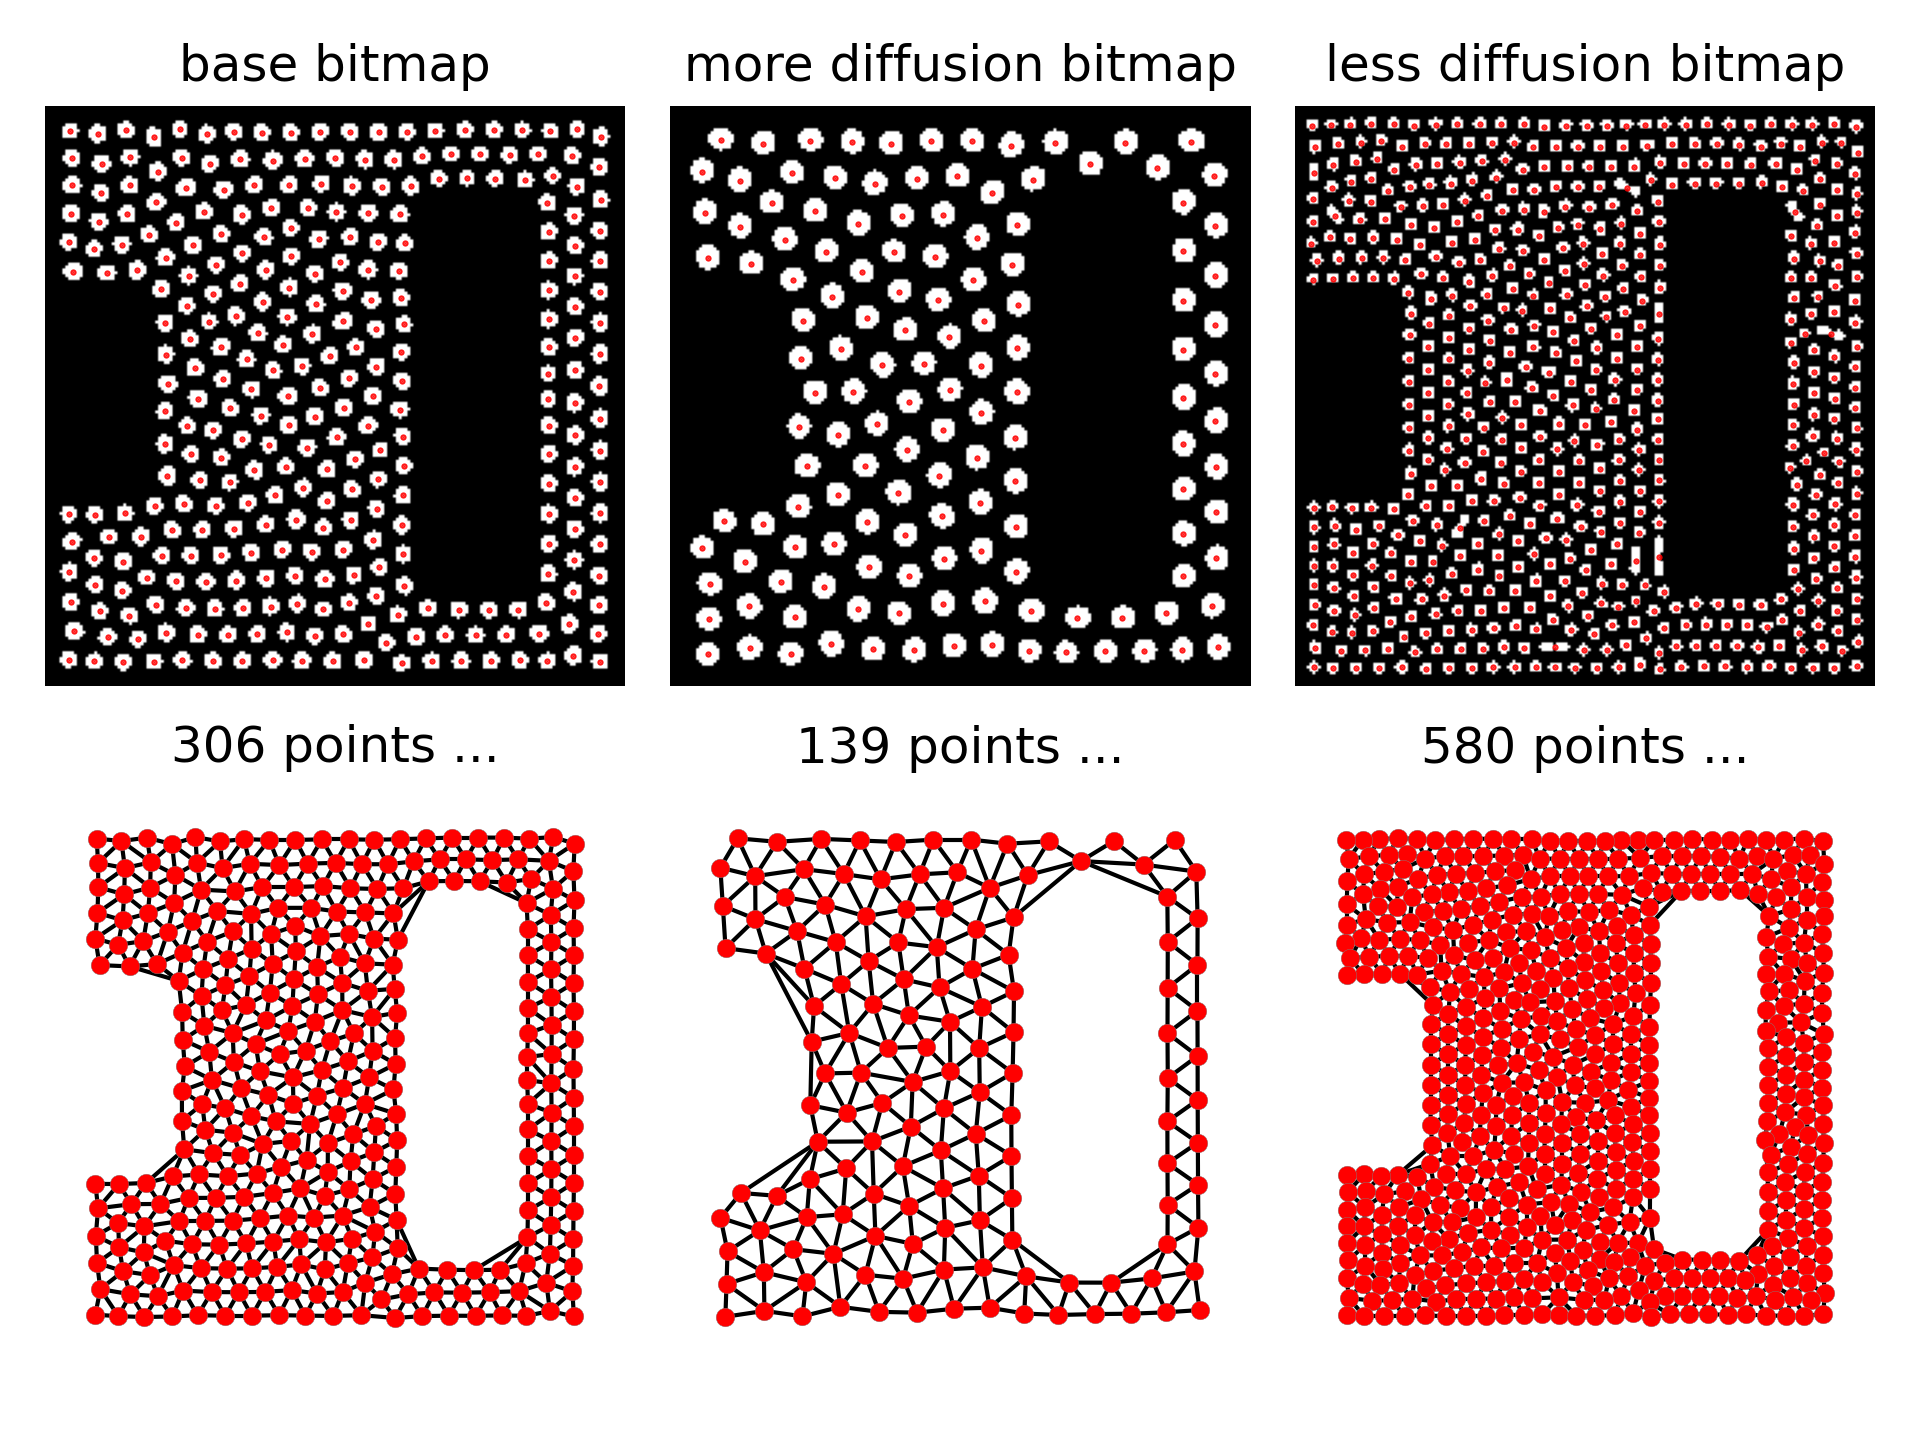 base bitmap
more diffusion bitmap
less diffusion bitmap
306 points ...
139 points ...
580 points ...